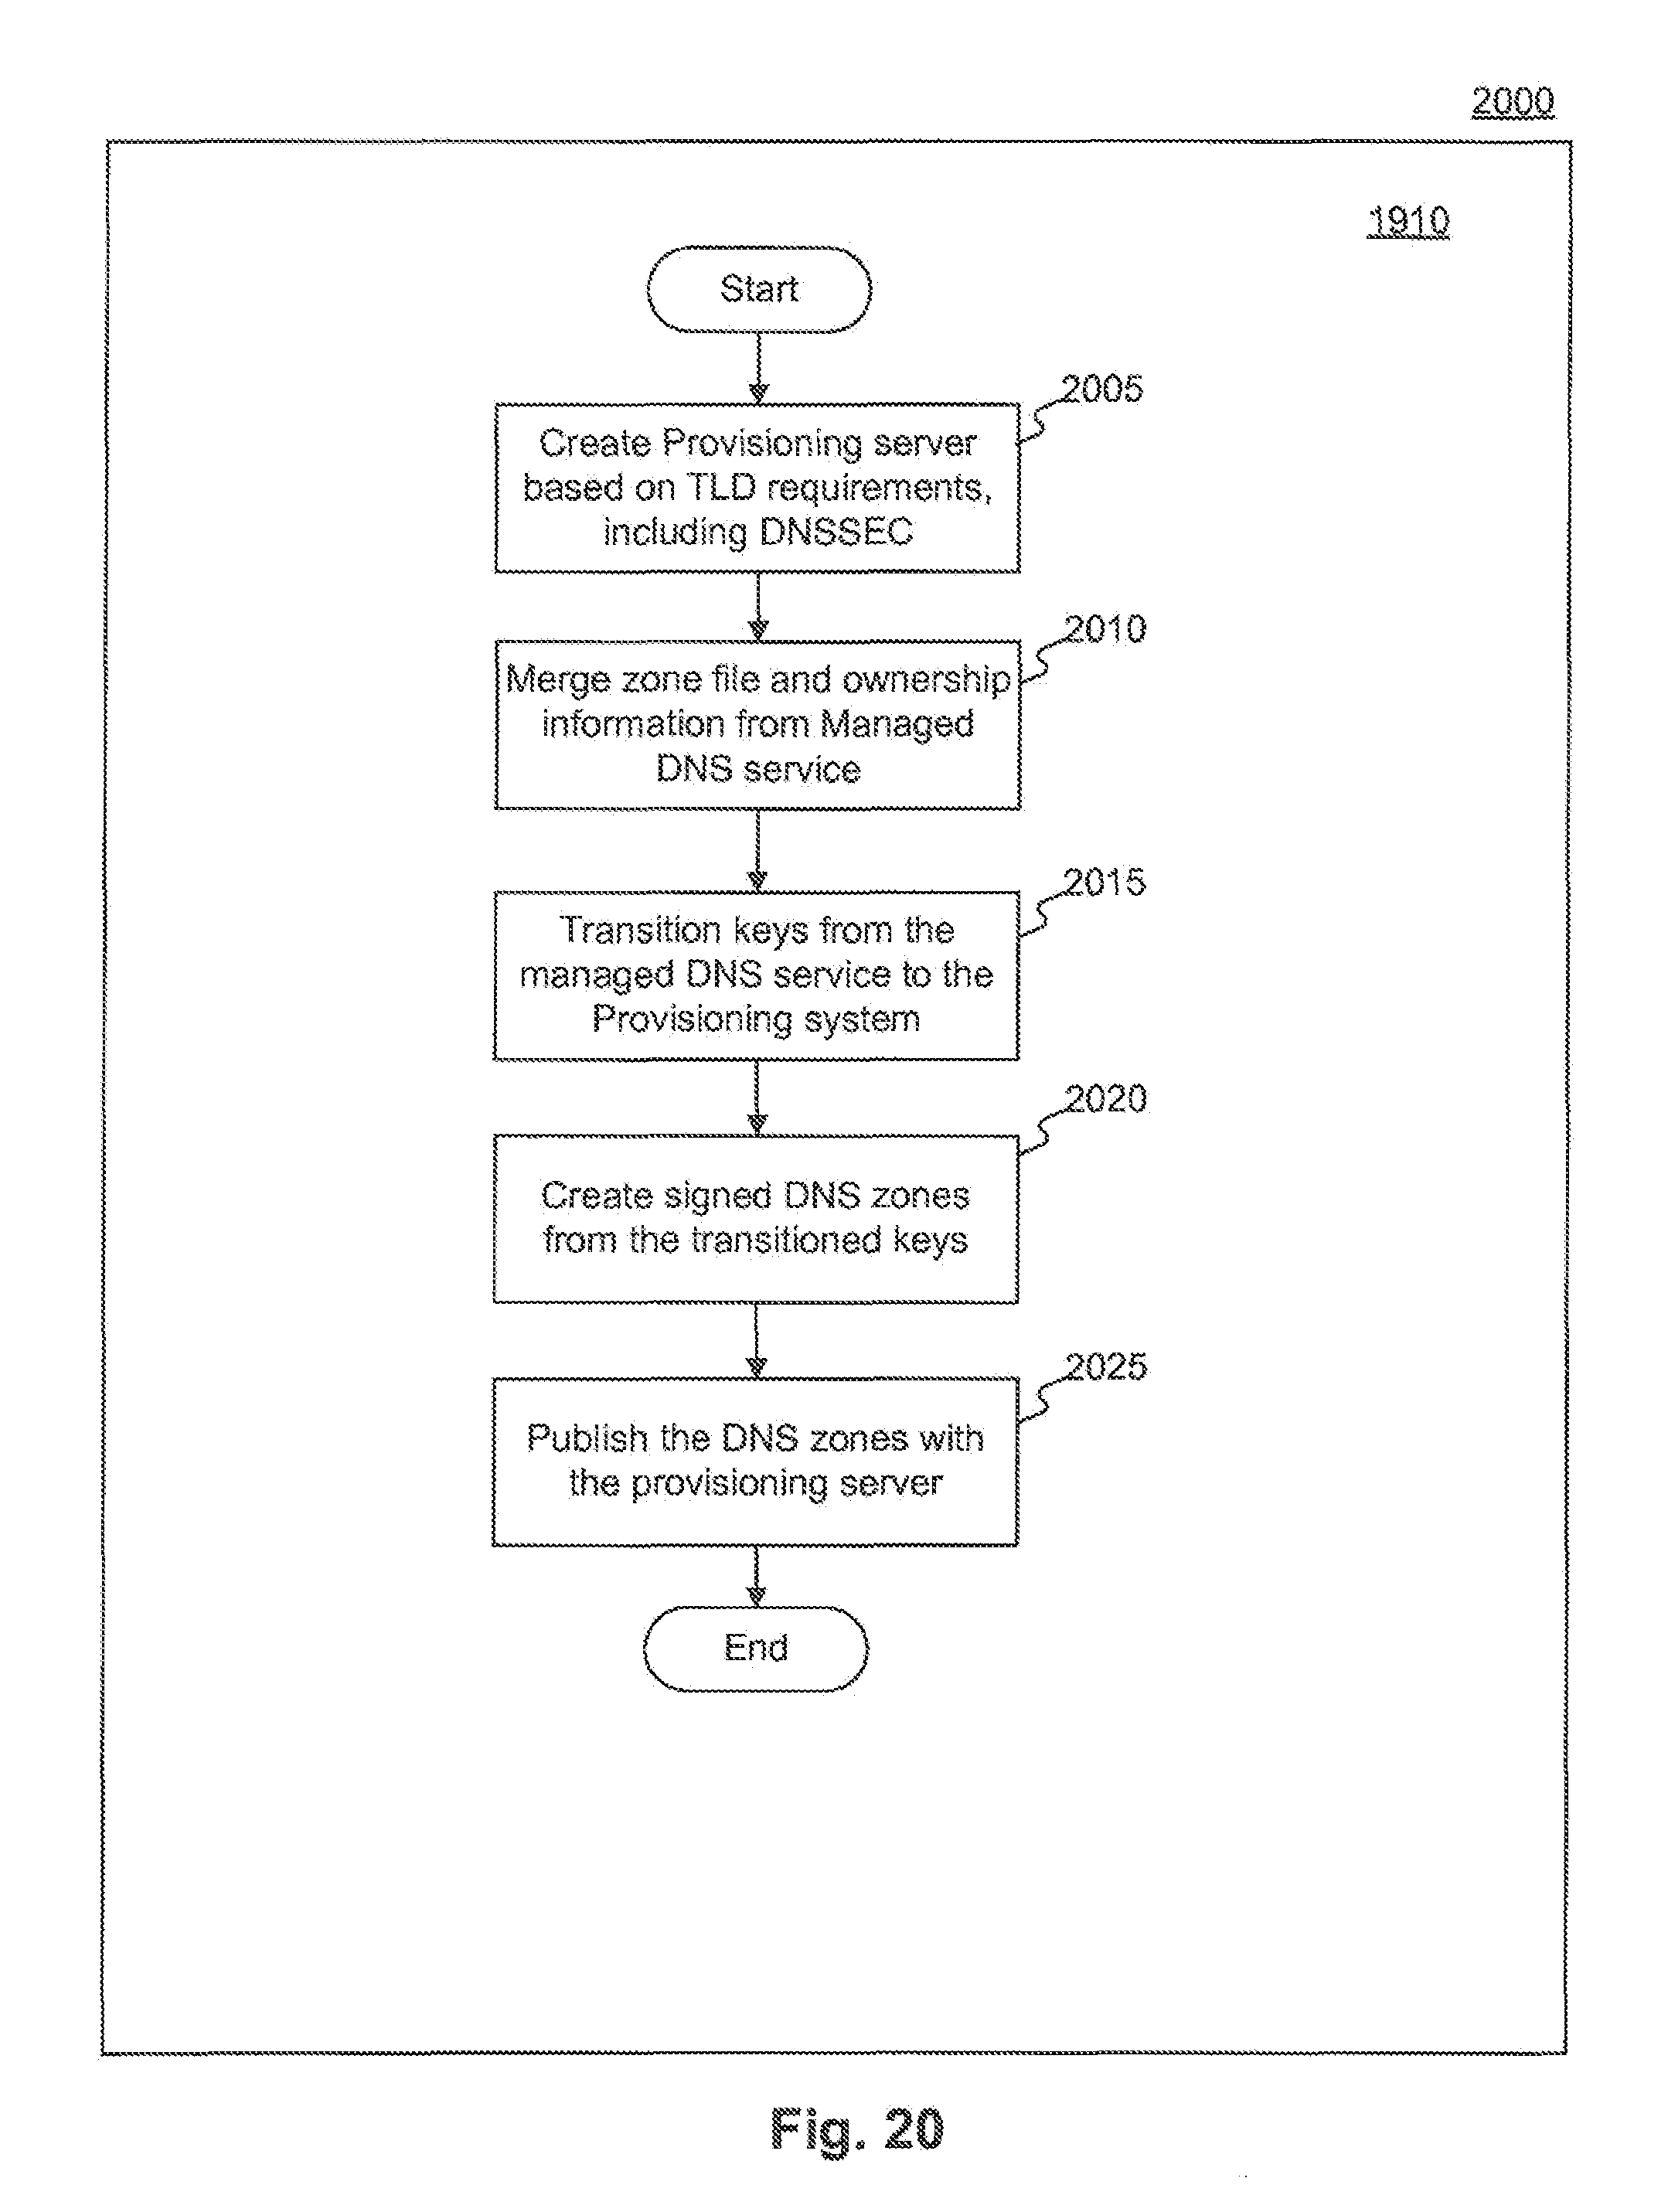 2000
1910
Start
2005
Create Provisioning server
based on TLD requirements,
including DNSSEC
2010
Merge zone file and ownership
information from Managed
DNS service
2015
Transition keys from the
managed DNS service to the
Provisioning system
2020
Create signed DNS zones
from the transitioned keys
2025
Publish the DNS zones with
the provisioning server
End
Fig. 20